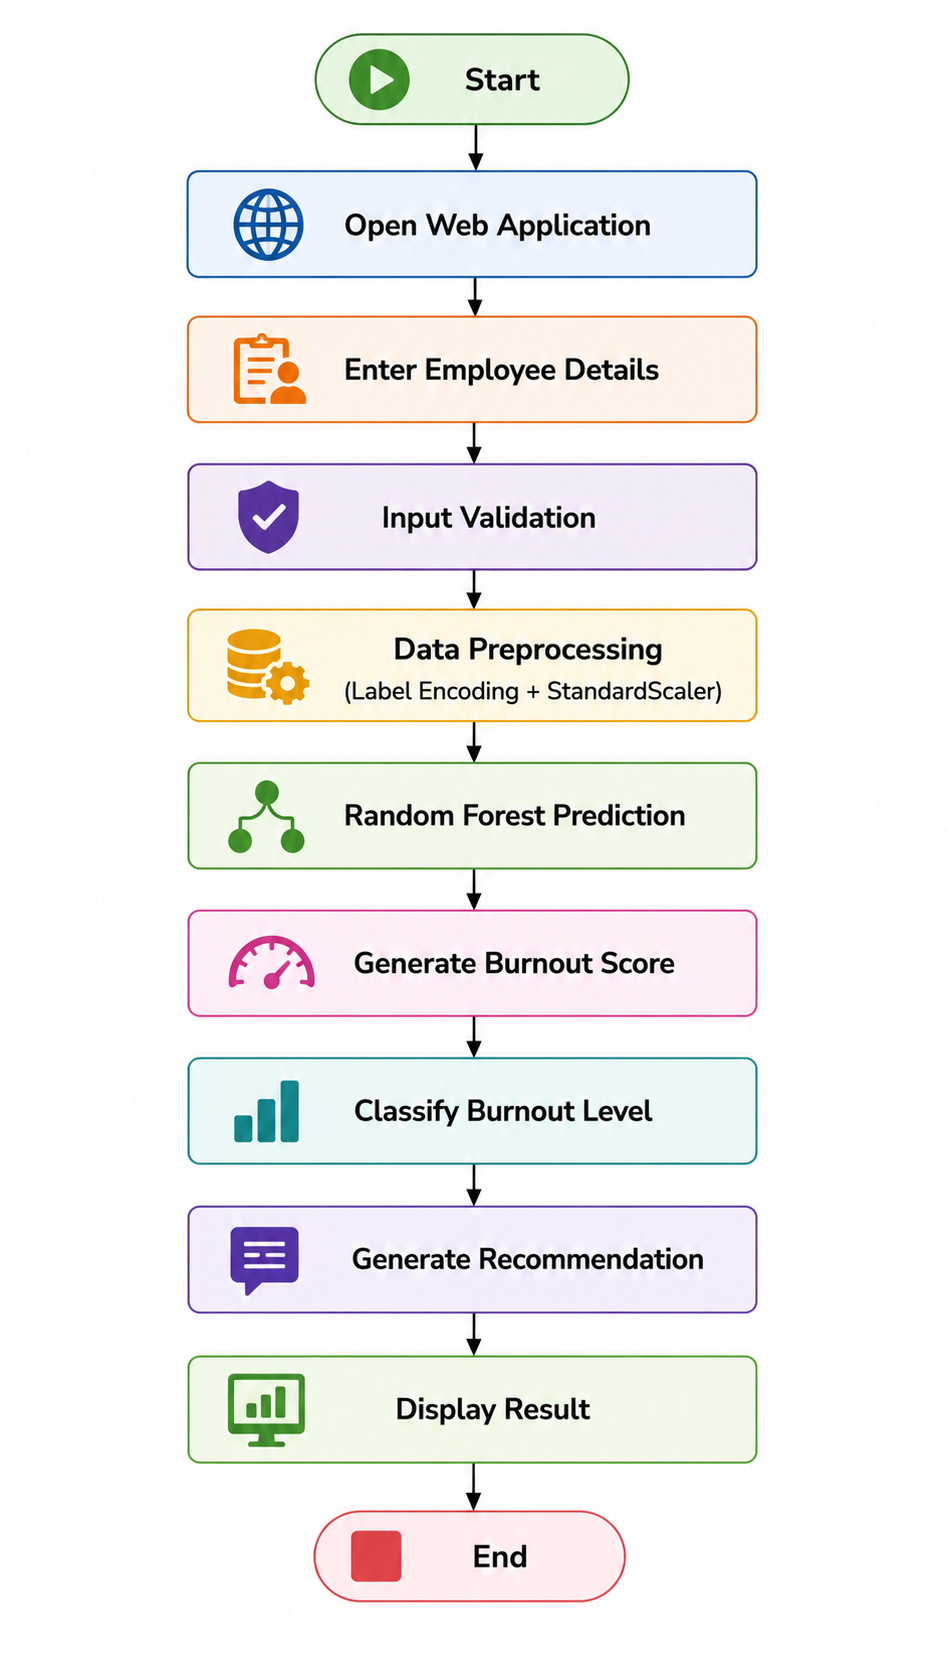 Start
Open Web Application
Enter Employee Details
Input Validation
Data Preprocessing
(Label Encoding + StandardScaler)
Random Forest Prediction
Generate Burnout Score
Classify Burnout Level
Generate Recommendation
Display Result
End